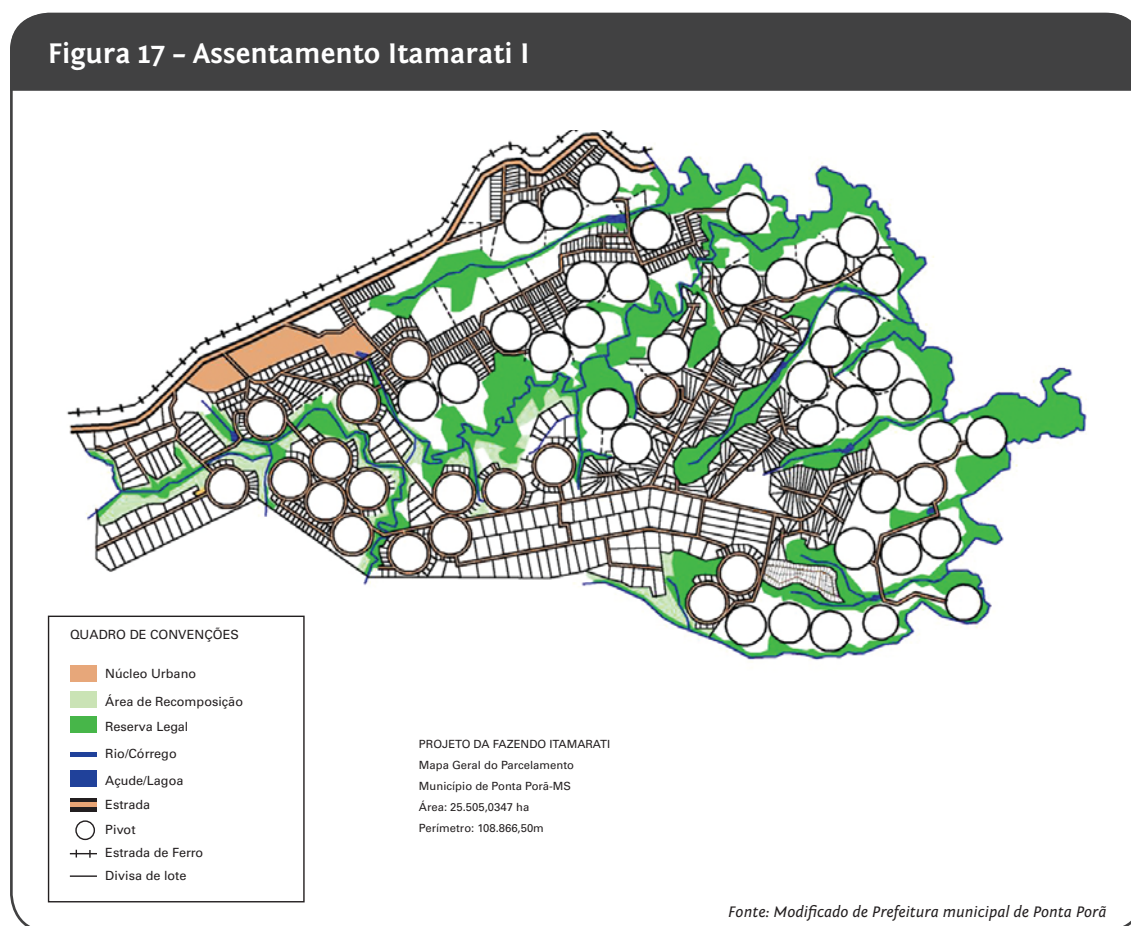 Figura 17 – Assentamento Itamarati I
QUADRO DE CONVENÇÕES
Núcleo Urbano
Área de Recomposição
Reserva Legal
Rio/Córrego
Açude/Lagoa
Estrada
Pivot
Estrada de Ferro
Divisa de lote
PROJETO DA FAZENDO ITAMARATI
Mapa Geral do Parcelamento
Município de Ponta Porã-MS
Área: 25.505,0347 ha
Perímetro: 108.866,50m
Fonte: Modificado de Prefeitura municipal de Ponta Porã